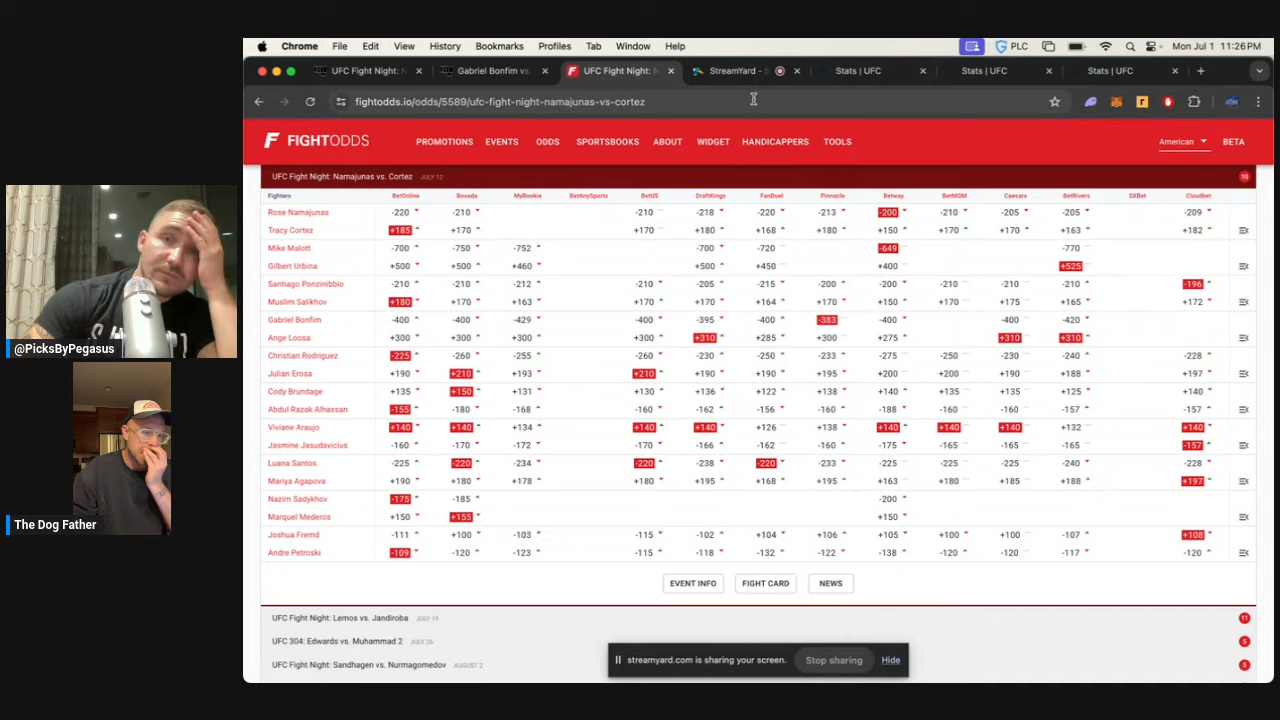 Chrome File Edit View History Bookmarks Profiles Tab Window Help PLC Mon Jul 1 11:26PM
UFC Fight Night: Gabriel Bonfim vs. UFC Fight Night: StreamYard - S Stats | UFC Stats | UFC Stats | UFC
fightodds.io/odds/5589/ufc-fight-night-namajunas-vs-cortez
FIGHTODDS PROMOTIONS EVENTS ODDS SPORTSBOOKS ABOUT WIDGET HANDICAPPERS TOOLS American BETA
UFC Fight Night: Namajunas vs. Cortez JULY 12 10
Fighters BetOnline Bovada MyBookie BetAnySports BetUS DraftKings FanDuel Pinnacle Betway BetMGM Caesars BetRivers SXBet Cloudbet
Rose Namajunas -220 -210 -210 -218 -220 -213 -200 -210 -205 -205 -209
Tracy Cortez +185 +170 +170 +180 +168 +180 +150 +170 +170 +163 +182
Mike Malott -700 -750 -752 -700 -720 -649 -770
Gilbert Urbina +500 +500 +460 +500 +450 +400 +525
Santiago Ponzinibbio -210 -210 -212 -210 -205 -215 -200 -200 -210 -210 -210 -196
Muslim Salikhov +180 +170 +163 +170 +170 +164 +170 +150 +170 +175 +165 +172
Gabriel Bonfim -400 -400 -429 -400 -395 -400 -383 -400 -400 -420
Ange Loosa +300 +300 +300 +300 +310 +285 +300 +275 +310 +310
Christian Rodriguez -225 -260 -255 -260 -230 -250 -233 -275 -250 -230 -240 -228
Julian Erosa +190 +210 +193 +210 +190 +190 +195 +200 +200 +190 +188 +197
Cody Brundage +135 +150 +131 +130 +136 +122 +138 +140 +135 +135 +125 +140
Abdul Razak Alhassan -155 -180 -168 -160 -162 -156 -160 -188 -160 -160 -157 -157
Viviane Araujo +140 +140 +134 +140 +140 +126 +138 +140 +140 +140 +132 +140
Jasmine Jasudavicius -160 -170 -172 -170 -166 -162 -160 -175 -165 -165 -165 -157
Luana Santos -225 -220 -234 -220 -238 -220 -233 -225 -225 -225 -240 -228
Mariya Agapova +190 +180 +178 +180 +195 +168 +195 +163 +180 +185 +188 +197
Nazim Sadykhov -175 -185 -200
Marquel Mederos +150 +155 +150
Joshua Fremd -111 +100 -103 -115 -102 +104 +106 +105 +100 +100 -107 +108
Andre Petroski -109 -120 -123 -115 -118 -132 -122 -138 -120 -120 -117 -120
EVENT INFO FIGHT CARD NEWS
UFC Fight Night: Lemos vs. Jandiroba JULY 19 11
UFC 304: Edwards vs. Muhammad 2 JULY 26 5
UFC Fight Night: Sandhagen vs. Nurmagomedov AUGUST 2 5
streamyard.com is sharing your screen. Stop sharing Hide
@PicksByPegasus
The Dog Father